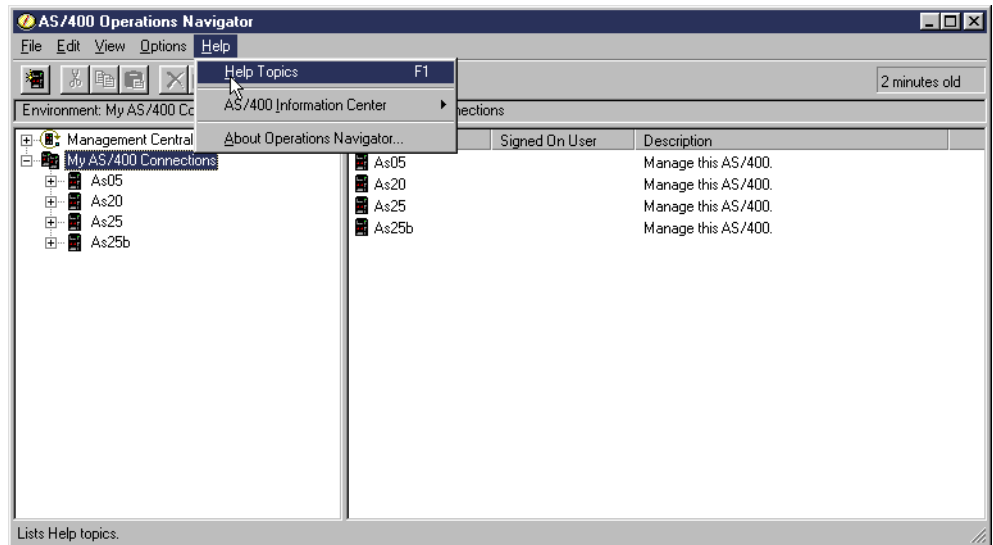 AS/400 Operations Navigator
File Edit View Options Help
Help Topics F1
AS/400 Information Center
About Operations Navigator...
2 minutes old
Environment: My AS/400 Co
nections
Signed On User Description
Management Central
My AS/400 Connections
As05
As20
As25
As25b
As05 Manage this AS/400.
As20 Manage this AS/400.
As25 Manage this AS/400.
As25b Manage this AS/400.
Lists Help topics.